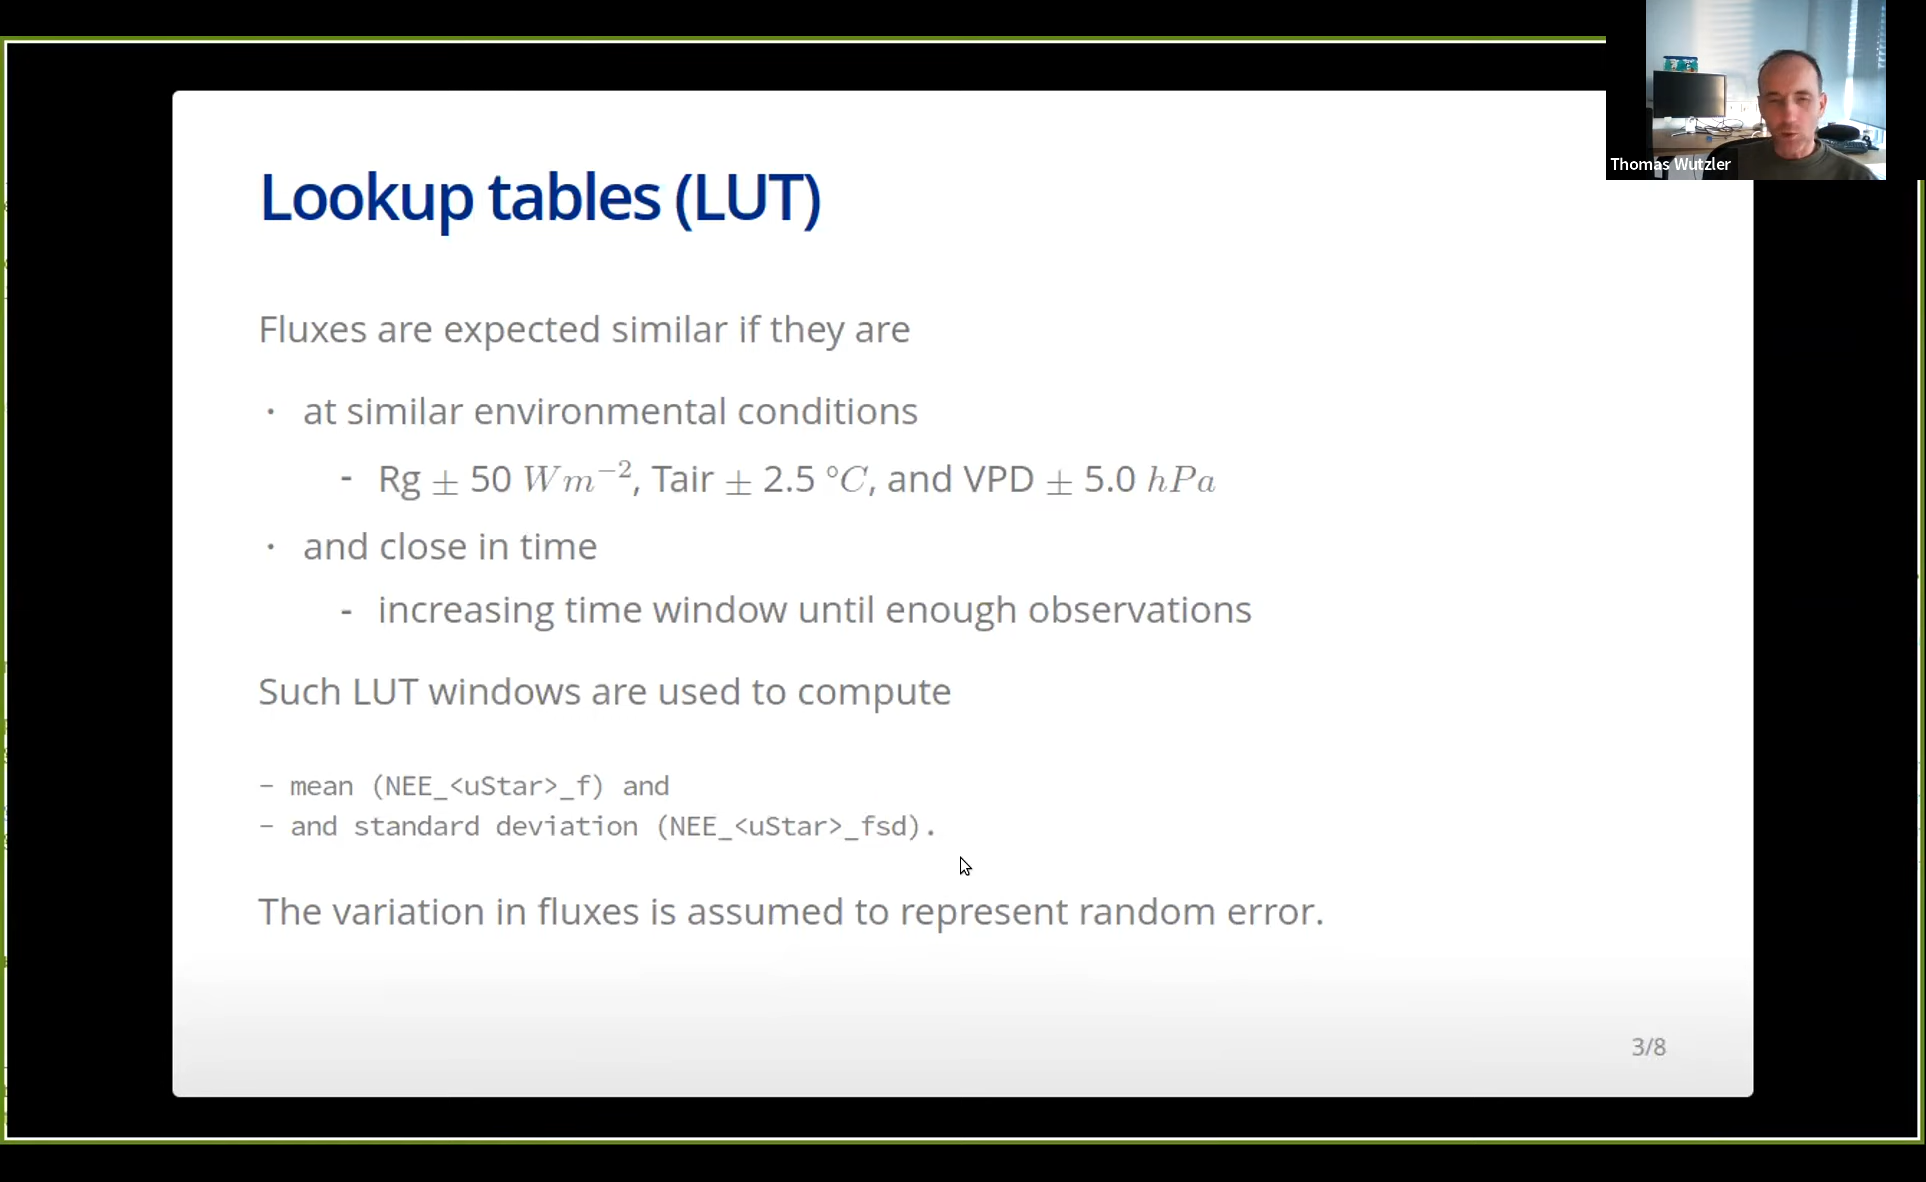 Thomas Wutzler
Lookup tables (LUT)
Fluxes are expected similar if they are
· at similar environmental conditions
- Rg ± 50 Wm⁻², Tair ± 2.5 °C, and VPD ± 5.0 hPa
· and close in time
- increasing time window until enough observations
Such LUT windows are used to compute
– mean (NEE_<uStar>_f) and
– and standard deviation (NEE_<uStar>_fsd).
The variation in fluxes is assumed to represent random error.
3/8